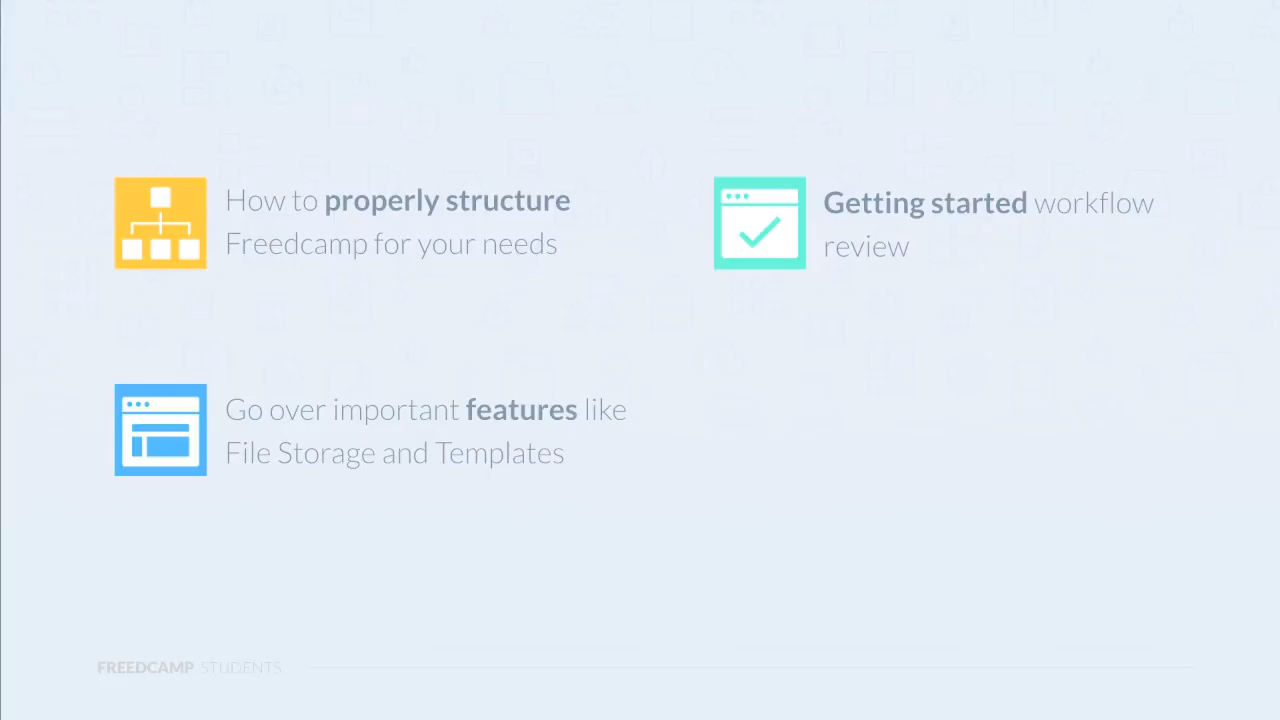 How to properly structure
Freedcamp for your needs
Getting started workflow
review
Go over important features like
File Storage and Templates
FREEDCAMP STUDENTS